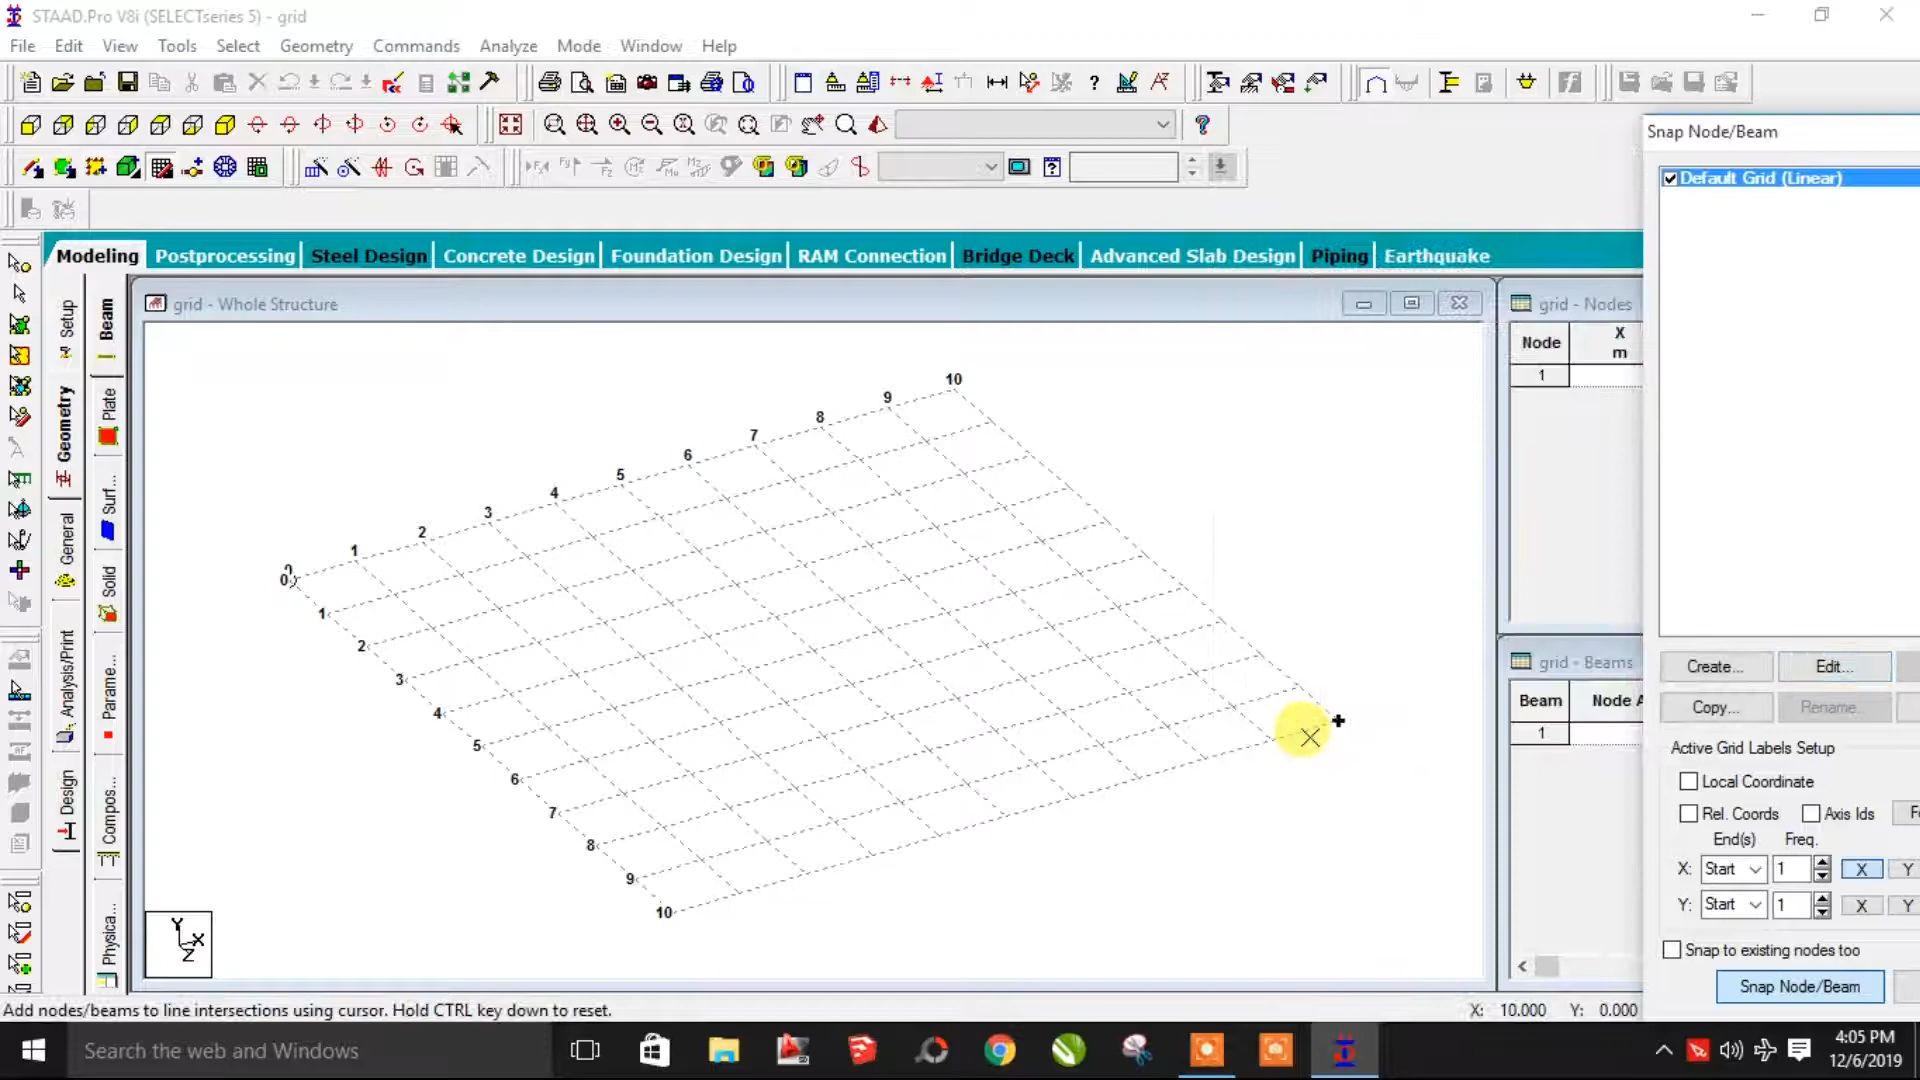 STAAD.Pro V8i (SELECTseries 5) - grid
File Edit View Tools Select Geometry Commands Analyze Mode Window Help
Snap Node/Beam
Default Grid (Linear)
Modeling Postprocessing Steel Design Concrete Design Foundation Design RAM Connection Bridge Deck Advanced Slab Design Piping Earthquake
Setup
Geometry
General
Analysis/Print
Design
Beam
Plate
Surf...
Solid
Parame...
Compos...
Physica...
grid - Whole Structure
grid - Nodes
Node X m
1
10
9
8
7
6
5
4
3
2
1
0
0
1
2
3
4
5
6
7
8
9
10
Y
X
Z
grid - Beams
Beam Node A
1
Create... Edit...
Copy... Rename...
Active Grid Labels Setup
Local Coordinate
Rel. Coords Axis Ids
End(s) Freq.
X: Start 1 X Y
Y: Start 1 X Y
Snap to existing nodes too
Snap Node/Beam
Add nodes/beams to line intersections using cursor. Hold CTRL key down to reset.
X: 10.000 Y: 0.000
Search the web and Windows
4:05 PM
12/6/2019